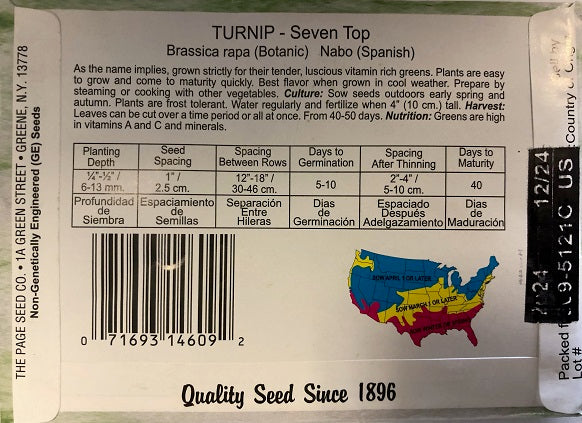 TURNIP - Seven Top
Brassica rapa (Botanic) Nabo (Spanish)
As the name implies, grown strictly for their tender, luscious vitamin rich greens. Plants are easy
to grow and come to maturity quickly. Best flavor when grown in cool weather. Prepare by
steaming or cooking with other vegetables. Culture: Sow seeds outdoors early spring and
autumn. Plants are frost tolerant. Water regularly and fertilize when 4" (10 cm.) tall. Harvest:
Leaves can be cut over a time period or all at once. From 40-50 days. Nutrition: Greens are high
in vitamins A and C and minerals.
Planting Depth
Seed Spacing
Spacing Between Rows
Days to Germination
Spacing After Thinning
Days to Maturity
¼"-½" / 6-13 mm.
1" / 2.5 cm.
12"-18" / 30-46 cm.
5-10
2"-4" / 5-10 cm.
40
Profundidad de Siembra
Espaciamiento de Semillas
Separación Entre Hileras
Dias de Germinación
Espaciado Después Adelgazamiento
Dias de Maduración
0 71693 14609 2
SOW APRIL 1 OR LATER
SOW MARCH 1 OR LATER
Quality Seed Since 1896
THE PAGE SEED CO. • 1A GREEN STREET • GREENE, N.Y. 13778
Non-Genetically Engineered (GE) Seeds
Country
US
12/24
5121C
Packed f
Lot #